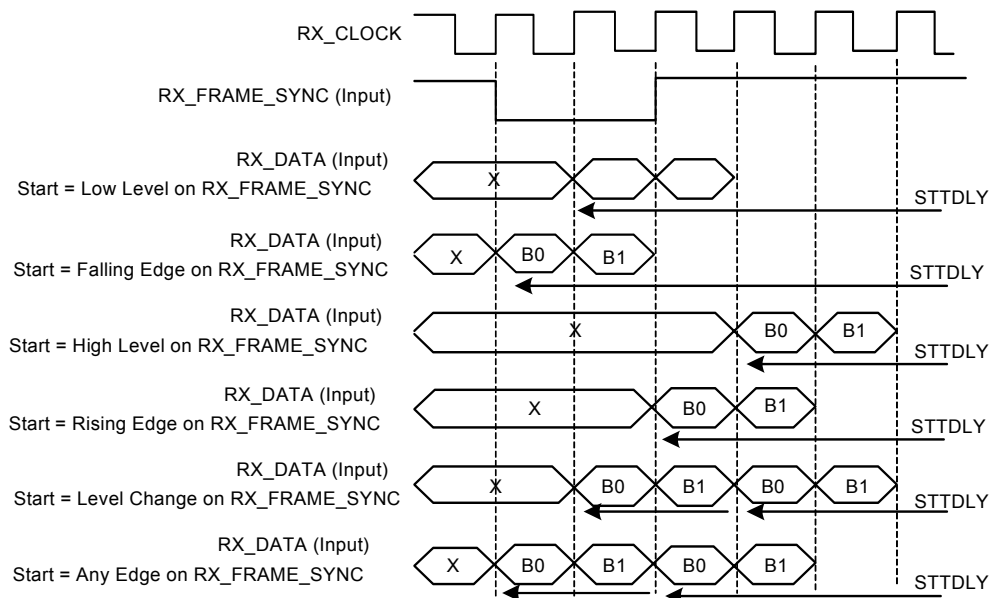 RX_CLOCK
RX_FRAME_SYNC (Input)
RX_DATA (Input)
Start = Low Level on RX_FRAME_SYNC
X
STTDLY
RX_DATA (Input)
Start = Falling Edge on RX_FRAME_SYNC
X B0 B1
STTDLY
RX_DATA (Input)
Start = High Level on RX_FRAME_SYNC
X B0 B1
STTDLY
RX_DATA (Input)
Start = Rising Edge on RX_FRAME_SYNC
X B0 B1
STTDLY
RX_DATA (Input)
Start = Level Change on RX_FRAME_SYNC
X B0 B1 B0 B1
STTDLY
RX_DATA (Input)
Start = Any Edge on RX_FRAME_SYNC
X B0 B1 B0 B1
STTDLY